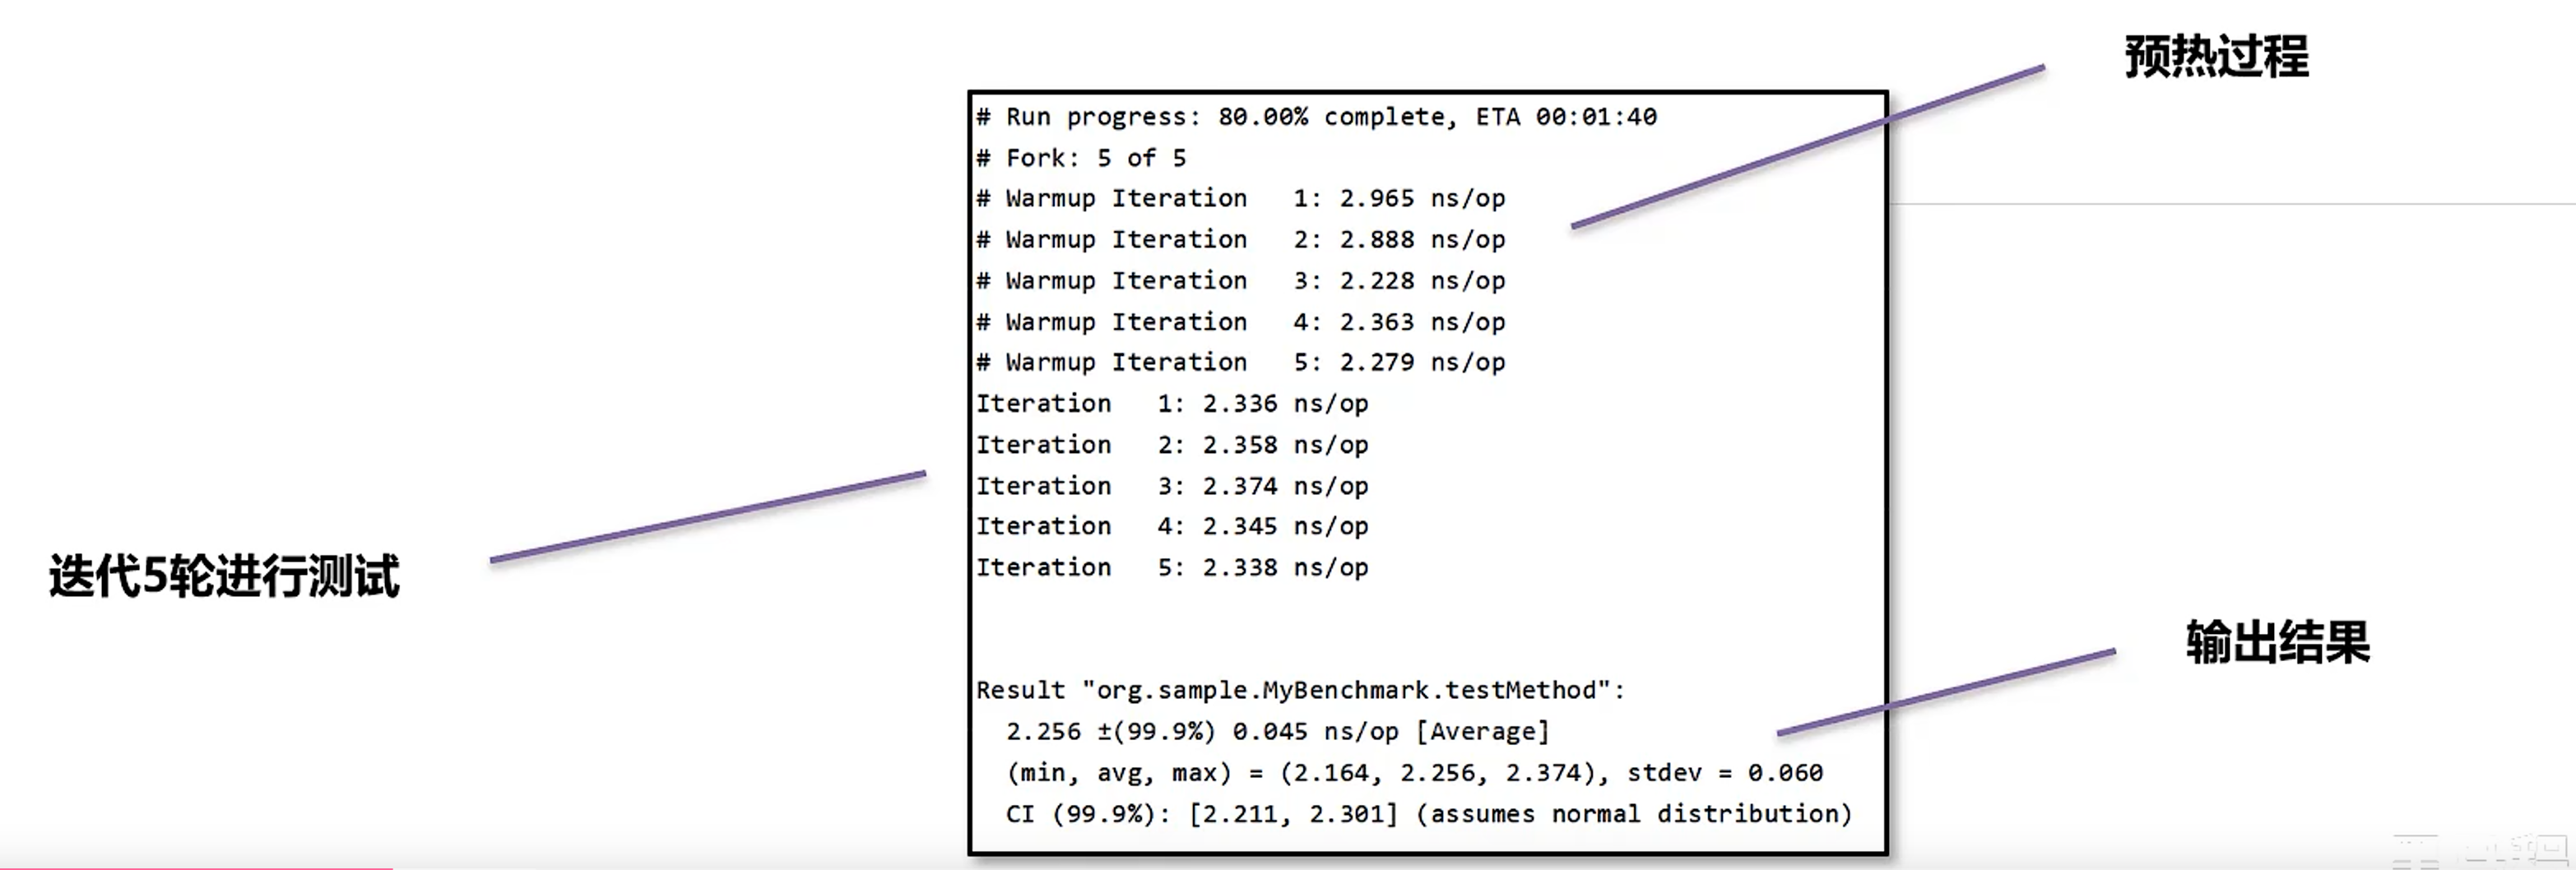 预热过程
# Run progress: 80.00% complete, ETA 00:01:40
# Fork: 5 of 5
# Warmup Iteration   1: 2.965 ns/op
# Warmup Iteration   2: 2.888 ns/op
# Warmup Iteration   3: 2.228 ns/op
# Warmup Iteration   4: 2.363 ns/op
# Warmup Iteration   5: 2.279 ns/op
Iteration   1: 2.336 ns/op
Iteration   2: 2.358 ns/op
Iteration   3: 2.374 ns/op
Iteration   4: 2.345 ns/op
Iteration   5: 2.338 ns/op
迭代5轮进行测试
Result "org.sample.MyBenchmark.testMethod":
  2.256 ±(99.9%) 0.045 ns/op [Average]
  (min, avg, max) = (2.164, 2.256, 2.374), stdev = 0.060
  CI (99.9%): [2.211, 2.301] (assumes normal distribution)
输出结果